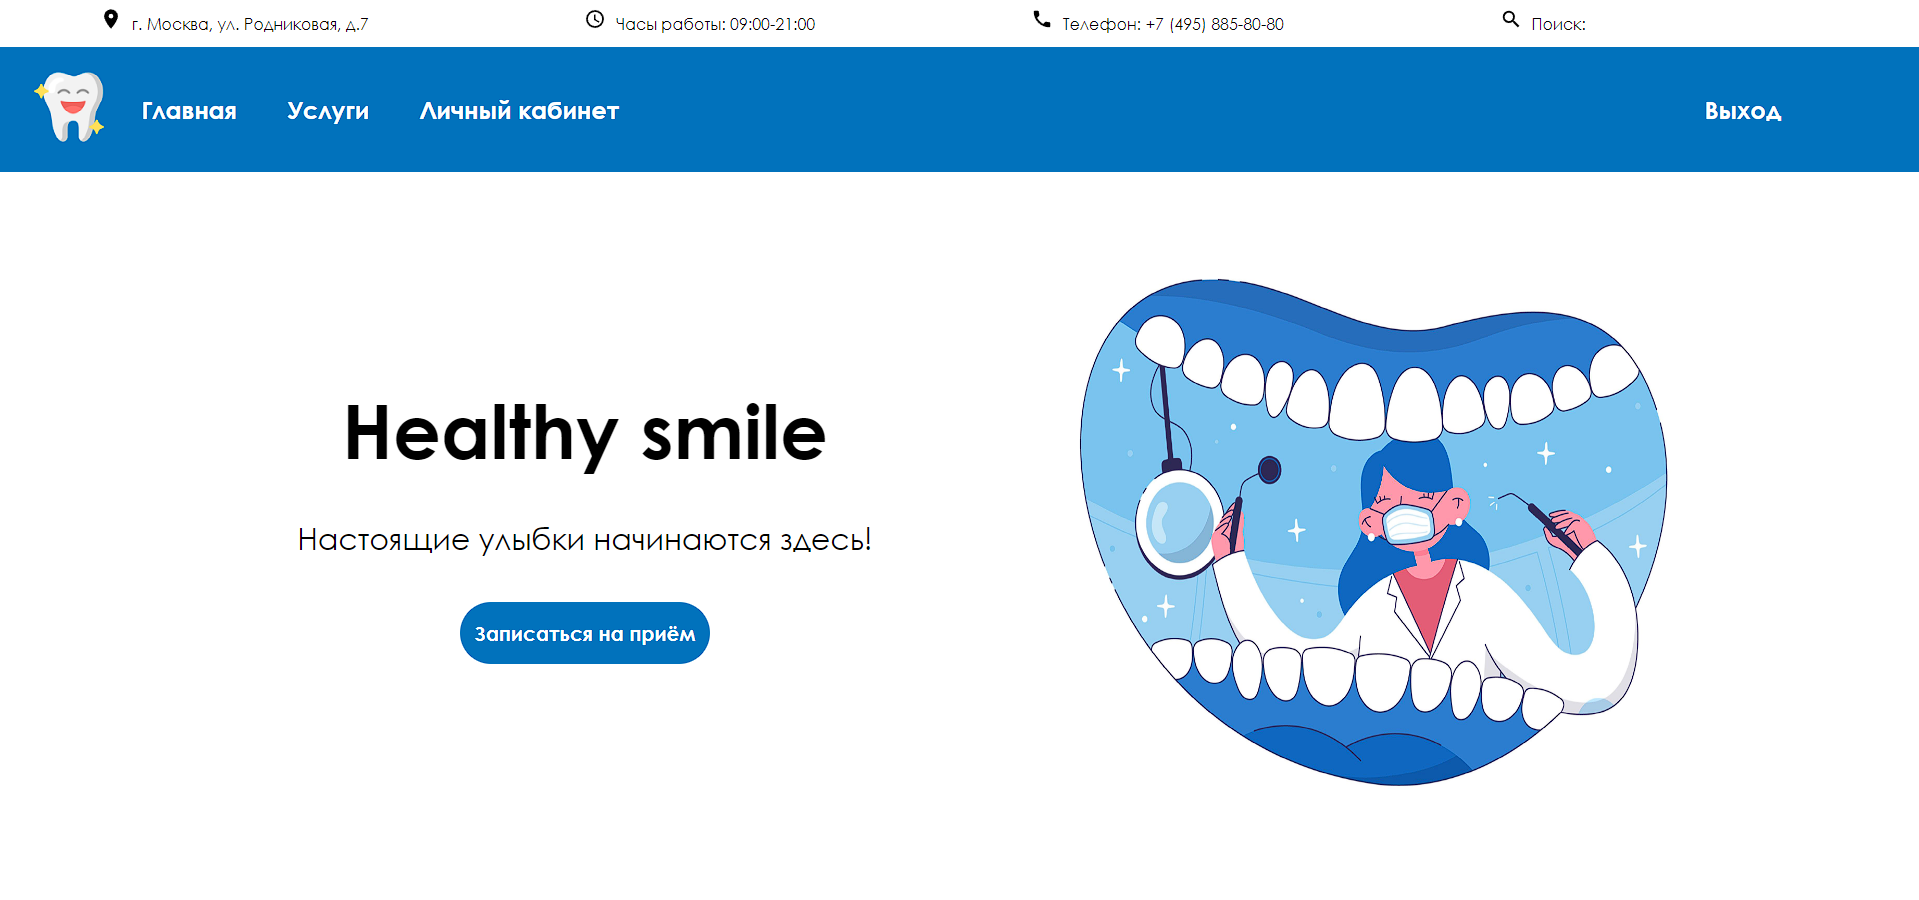 г. Москва, ул. Родниковая, д.7
Часы работы: 09:00-21:00
Телефон: +7 (495) 885-80-80
Поиск:
Главная
Услуги
Личный кабинет
Выход
Healthy smile
Настоящие улыбки начинаются здесь!
Записаться на приём